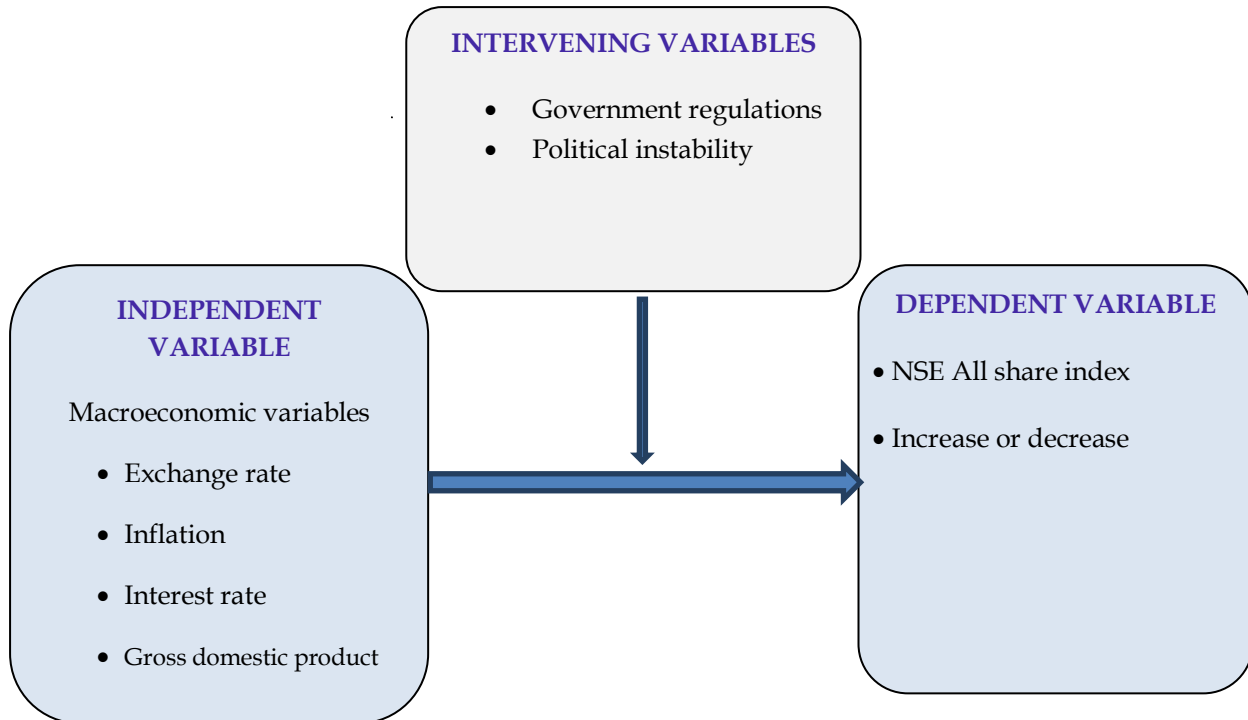 INTERVENING VARIABLES
• Government regulations
• Political instability
.
INDEPENDENT
VARIABLE
Macroeconomic variables
• Exchange rate
• Inflation
• Interest rate
• Gross domestic product
DEPENDENT VARIABLE
• NSE All share index
• Increase or decrease